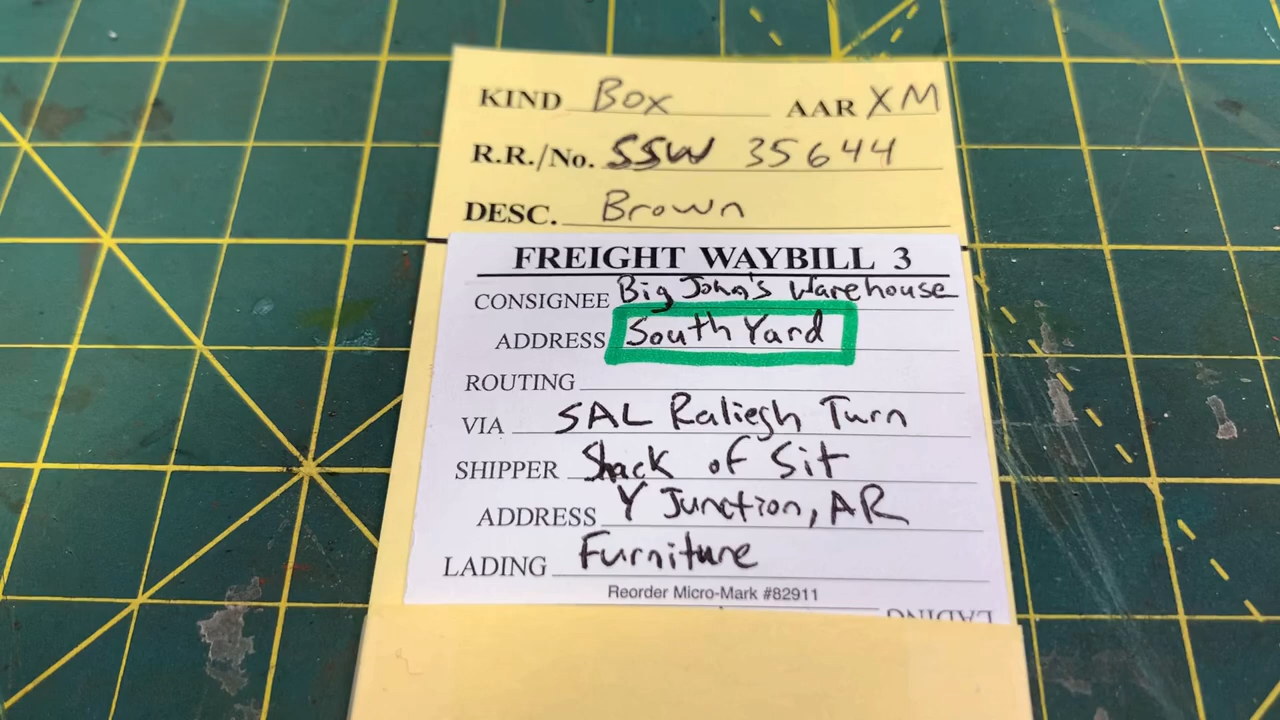 KIND Box AAR XM
R.R./No. SSW 35644
DESC. Brown
FREIGHT WAYBILL 3
CONSIGNEE Big John's Warehouse
ADDRESS South Yard
ROUTING
VIA SAL Raliegh Turn
SHIPPER Shack of Sit
ADDRESS Y Junction, AR
LADING Furniture
Reorder Micro-Mark #82911
LADING